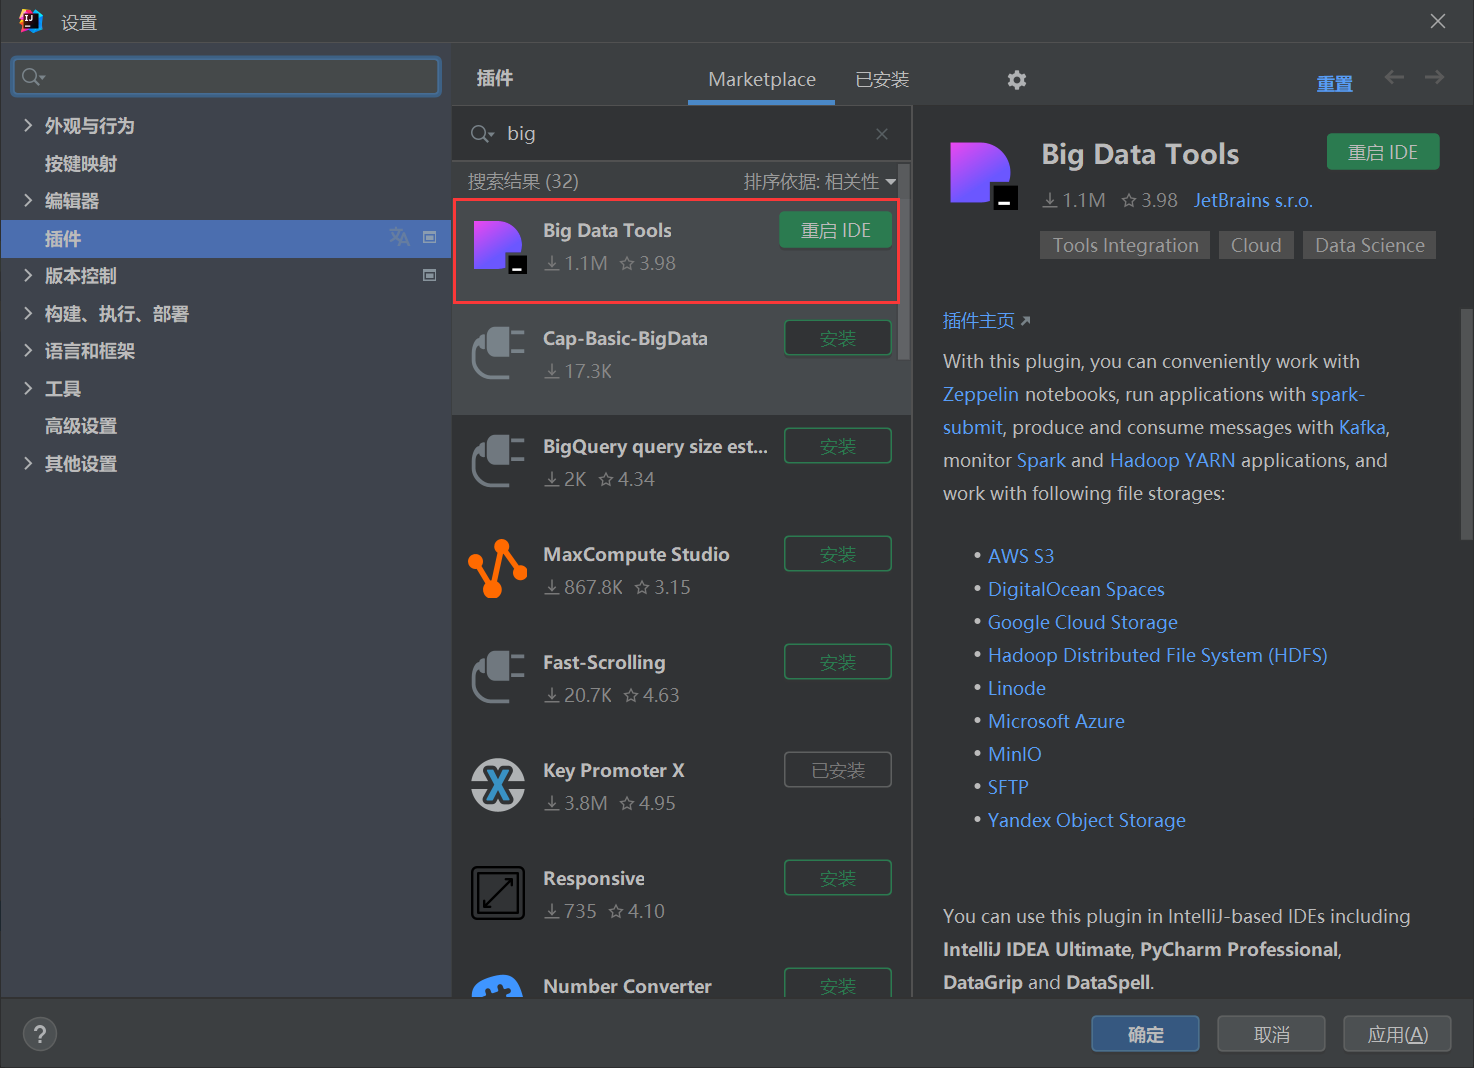 设置
外观与行为
按键映射
编辑器
插件
版本控制
构建、执行、部署
语言和框架
工具
高级设置
其他设置
插件
Marketplace
已安装
重置
big
搜索结果 (32)
排序依据: 相关性
Big Data Tools
重启 IDE
1.1M 3.98
Cap-Basic-BigData
安装
17.3K
BigQuery query size est...
安装
2K 4.34
MaxCompute Studio
安装
867.8K 3.15
Fast-Scrolling
安装
20.7K 4.63
Key Promoter X
已安装
3.8M 4.95
Responsive
安装
735 4.10
Number Converter
安装
Big Data Tools
重启 IDE
1.1M 3.98 JetBrains s.r.o.
Tools Integration Cloud Data Science
插件主页
With this plugin, you can conveniently work with
Zeppelin notebooks, run applications with spark-
submit, produce and consume messages with Kafka,
monitor Spark and Hadoop YARN applications, and
work with following file storages:
• AWS S3
• DigitalOcean Spaces
• Google Cloud Storage
• Hadoop Distributed File System (HDFS)
• Linode
• Microsoft Azure
• MinIO
• SFTP
• Yandex Object Storage
You can use this plugin in IntelliJ-based IDEs including
IntelliJ IDEA Ultimate, PyCharm Professional,
DataGrip and DataSpell.
?
确定
取消
应用(A)